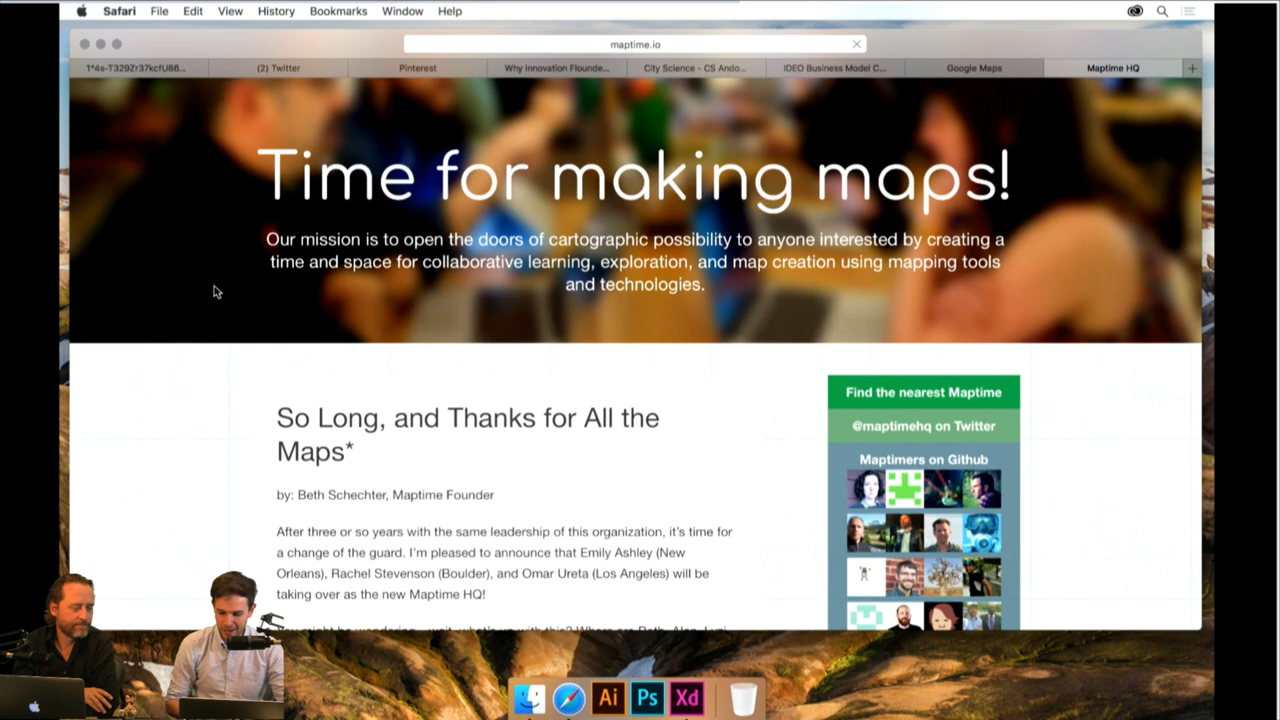 Safari File Edit View History Bookmarks Window Help
maptime.io
1*4s-T329Zr37kcfU86...
(2) Twitter
Pinterest
Why Innovation Flounde...
City Science - CS Ando...
IDEO Business Model C...
Google Maps
Maptime HQ
Time for making maps!
Our mission is to open the doors of cartographic possibility to anyone interested by creating a
time and space for collaborative learning, exploration, and map creation using mapping tools
and technologies.
So Long, and Thanks for All the
Maps*
by: Beth Schechter, Maptime Founder
After three or so years with the same leadership of this organization, it's time for
a change of the guard. I'm pleased to announce that Emily Ashley (New
Orleans), Rachel Stevenson (Boulder), and Omar Ureta (Los Angeles) will be
taking over as the new Maptime HQ!
Find the nearest Maptime
@maptimehq on Twitter
Maptimers on Github
Ai Ps Xd